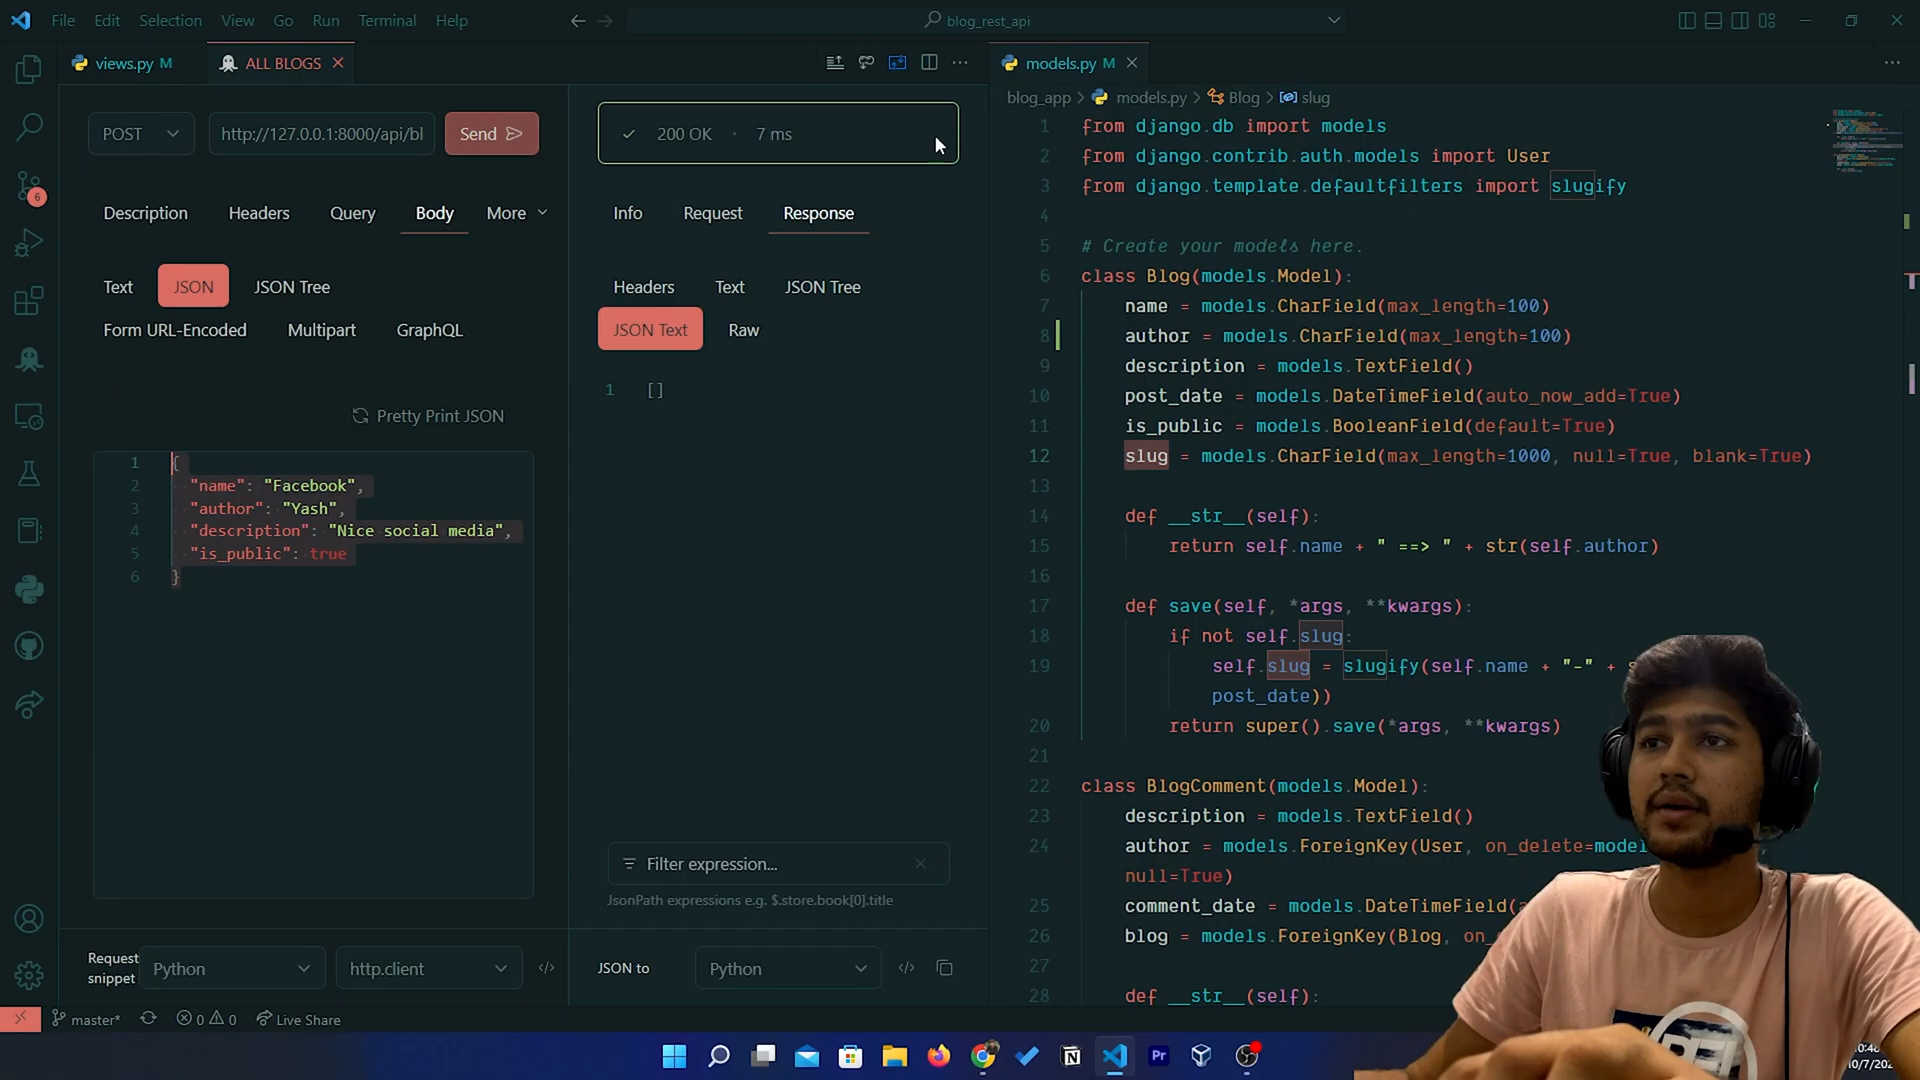 File Edit Selection View Go Run Terminal Help
blog_rest_api
views.py M
ALL BLOGS
models.py M
POST
http://127.0.0.1:8000/api/bl
Send
Description Headers Query Body More
Text JSON JSON Tree
Form URL-Encoded Multipart GraphQL
Pretty Print JSON
1 {
2 "name": "Facebook",
3 "author": "Yash",
4 "description": "Nice social media",
5 "is_public": true
6 }
Request snippet
Python
http.client
200 OK · 7 ms
Info Request Response
Headers Text JSON Tree
JSON Text Raw
1 []
Filter expression...
JsonPath expressions e.g. $.store.book[0].title
JSON to
Python
blog_app > models.py > Blog > slug
1 from django.db import models
2 from django.contrib.auth.models import User
3 from django.template.defaultfilters import slugify
4
5 # Create your models here.
6 class Blog(models.Model):
7 name = models.CharField(max_length=100)
8 author = models.CharField(max_length=100)
9 description = models.TextField()
10 post_date = models.DateTimeField(auto_now_add=True)
11 is_public = models.BooleanField(default=True)
12 slug = models.CharField(max_length=1000, null=True, blank=True)
13
14 def __str__(self):
15 return self.name + " ==> " + str(self.author)
16
17 def save(self, *args, **kwargs):
18 if not self.slug:
19 self.slug = slugify(self.name + "-" + s
post_date))
20 return super().save(*args, **kwargs)
21
22 class BlogComment(models.Model):
23 description = models.TextField()
24 author = models.ForeignKey(User, on_delete=model
null=True)
25 comment_date = models.DateTimeField(
26 blog = models.ForeignKey(Blog, on_
27
28 def __str__(self):
6
master*
0 0
Live Share
Pr